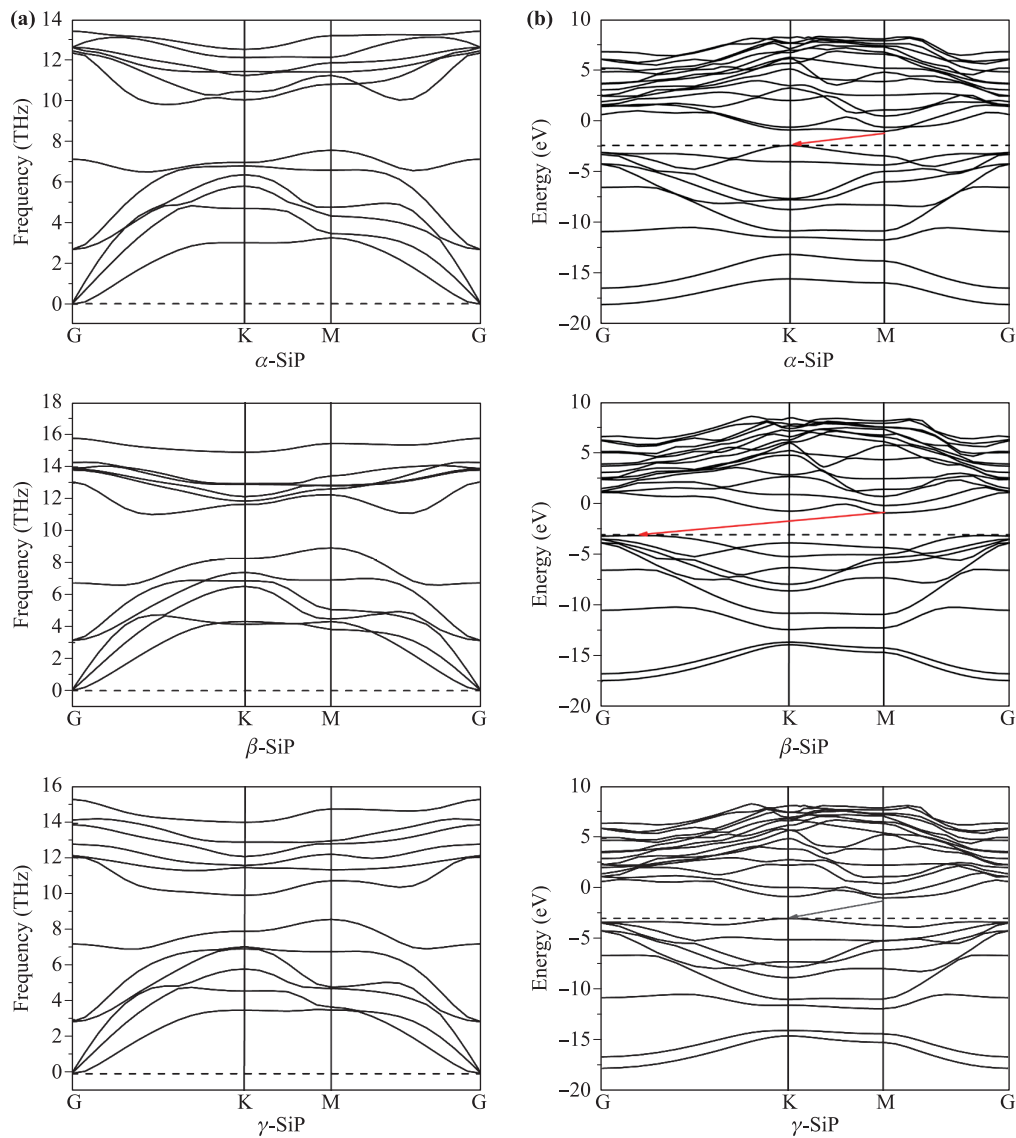 (a)
14
12
10
8
6
4
2
0
Frequency (THz)
G K M G
α-SiP
(b)
10
5
0
−5
−10
−15
−20
Energy (eV)
G K M G
α-SiP
18
16
14
12
10
8
6
4
2
0
Frequency (THz)
G K M G
β-SiP
10
5
0
−5
−10
−15
−20
Energy (eV)
G K M G
β-SiP
16
14
12
10
8
6
4
2
0
Frequency (THz)
G K M G
γ-SiP
10
5
0
−5
−10
−15
−20
Energy (eV)
G K M G
γ-SiP